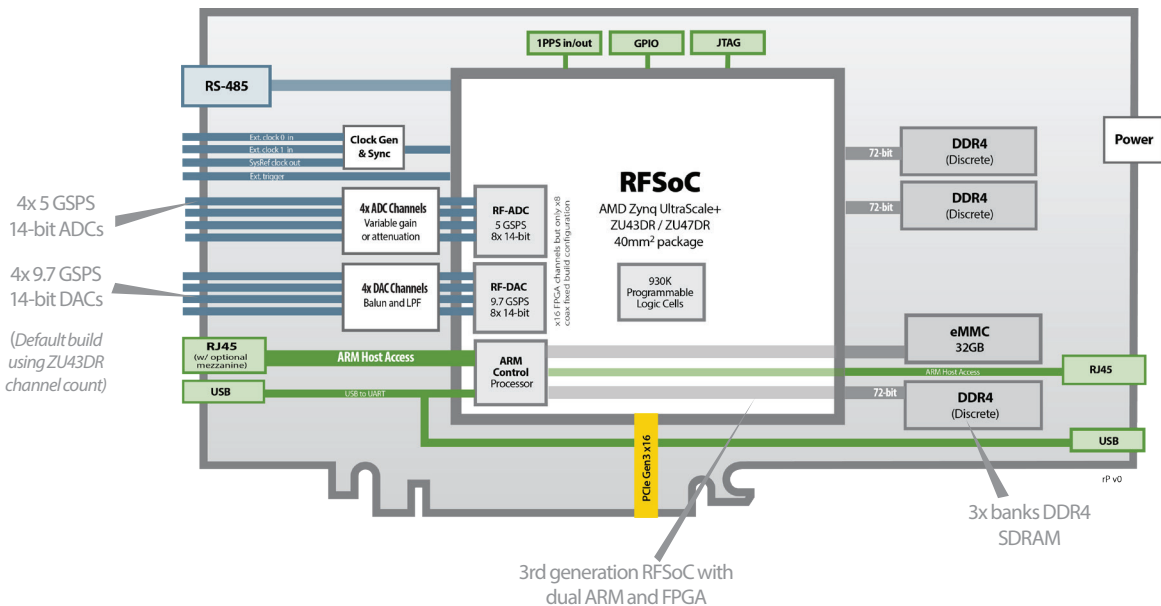 1PPS in/out
GPIO
JTAG
RS-485
Ext. clock 0 in
Ext. clock 1 in
SysRef clock out
Ext. trigger
Clock Gen
& Sync
4x 5 GSPS
14-bit ADCs
4x ADC Channels
Variable gain
or attenuation
RF-ADC
5 GSPS
8x 14-bit
4x 9.7 GSPS
14-bit DACs
4x DAC Channels
Balun and LPF
RF-DAC
9.7 GSPS
8x 14-bit
x16 FPGA channels but only x8
coax fixed build configuration
(Default build
using ZU43DR
channel count)
RJ45
(w/ optional
mezzanine)
ARM Host Access
USB
USB to UART
ARM
Control
Processor
RFSoC
AMD Zynq UltraScale+
ZU43DR / ZU47DR
40mm² package
930K
Programmable
Logic Cells
72-bit
DDR4
(Discrete)
72-bit
DDR4
(Discrete)
Power
eMMC
32GB
ARM Host Access
RJ45
72-bit
DDR4
(Discrete)
USB
PCIe Gen3 x16
rP v0
3x banks DDR4
SDRAM
3rd generation RFSoC with
dual ARM and FPGA